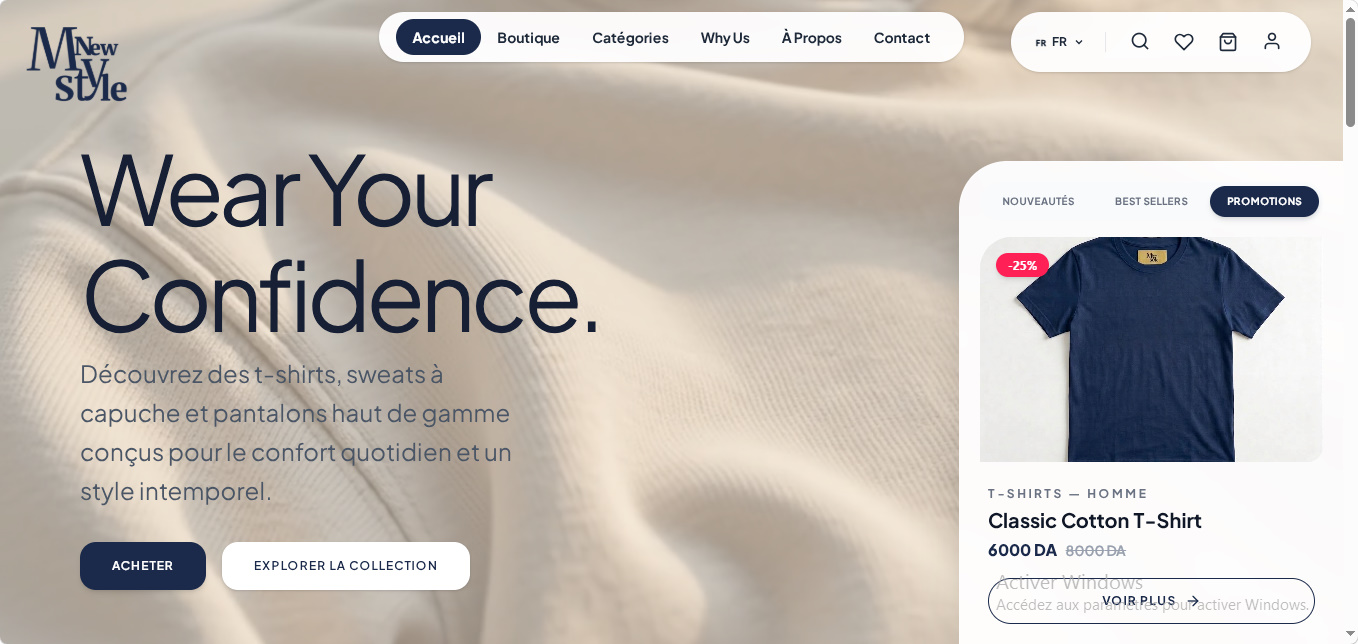 My New
Style
Accueil Boutique Catégories Why Us À Propos Contact
FR FR
Wear Your
Confidence.
Découvrez des t-shirts, sweats à
capuche et pantalons haut de gamme
conçus pour le confort quotidien et un
style intemporel.
ACHETER EXPLORER LA COLLECTION
NOUVEAUTÉS BEST SELLERS PROMOTIONS
-25%
T-SHIRTS — HOMME
Classic Cotton T-Shirt
6000 DA 8000 DA
Activer Windows
VOIR PLUS →
Accédez aux paramètres pour activer Windows.